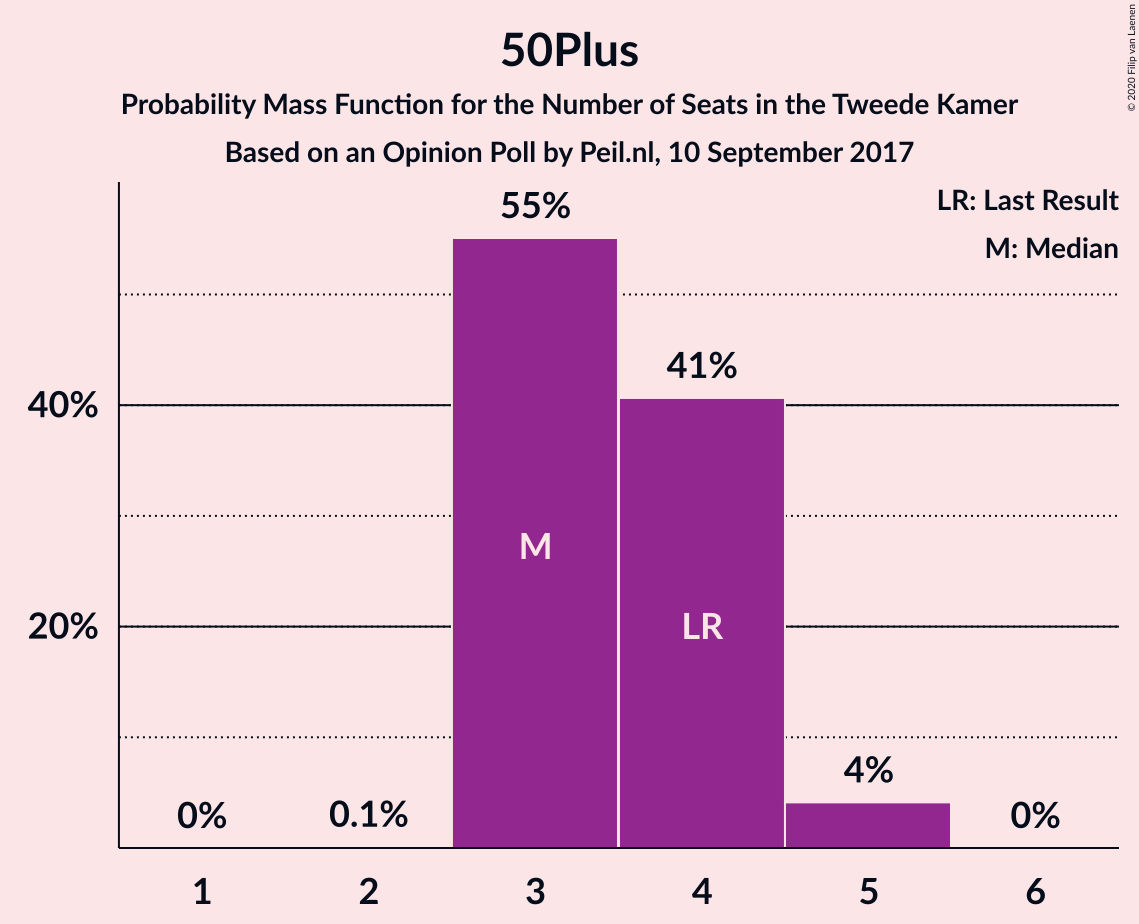 50Plus
Probability Mass Function for the Number of Seats in the Tweede Kamer
Based on an Opinion Poll by Peil.nl, 10 September 2017
© 2020 Filip van Laenen
LR: Last Result
M: Median
55%
41%
40%
M
LR
20%
4%
0%
0.1%
0%
1
2
3
4
5
6